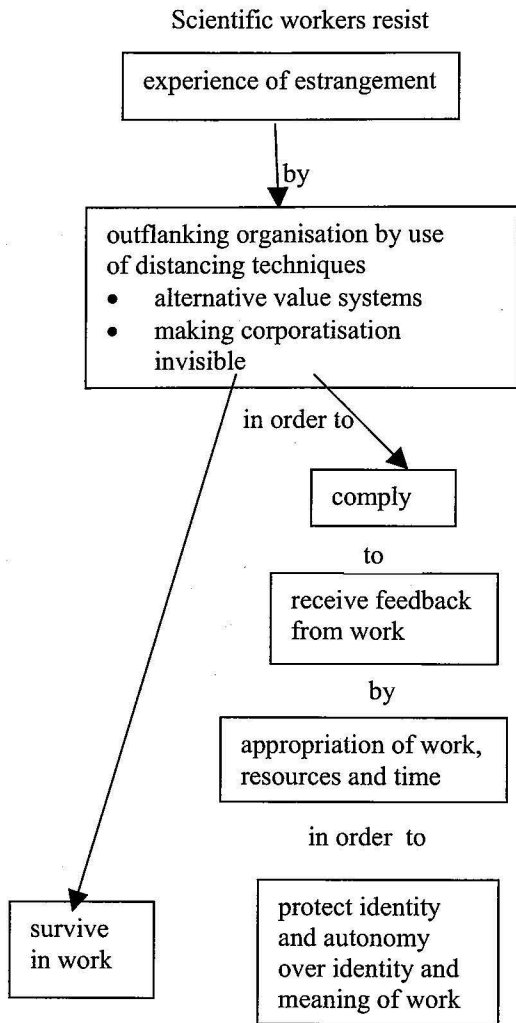 Scientific workers resist
experience of estrangement
by
outflanking organisation by use
of distancing techniques
• alternative value systems
• making corporatisation
invisible
in order to
comply
to
receive feedback
from work
by
appropriation of work,
resources and time
in order to
protect identity
and autonomy
over identity and
meaning of work
survive
in work